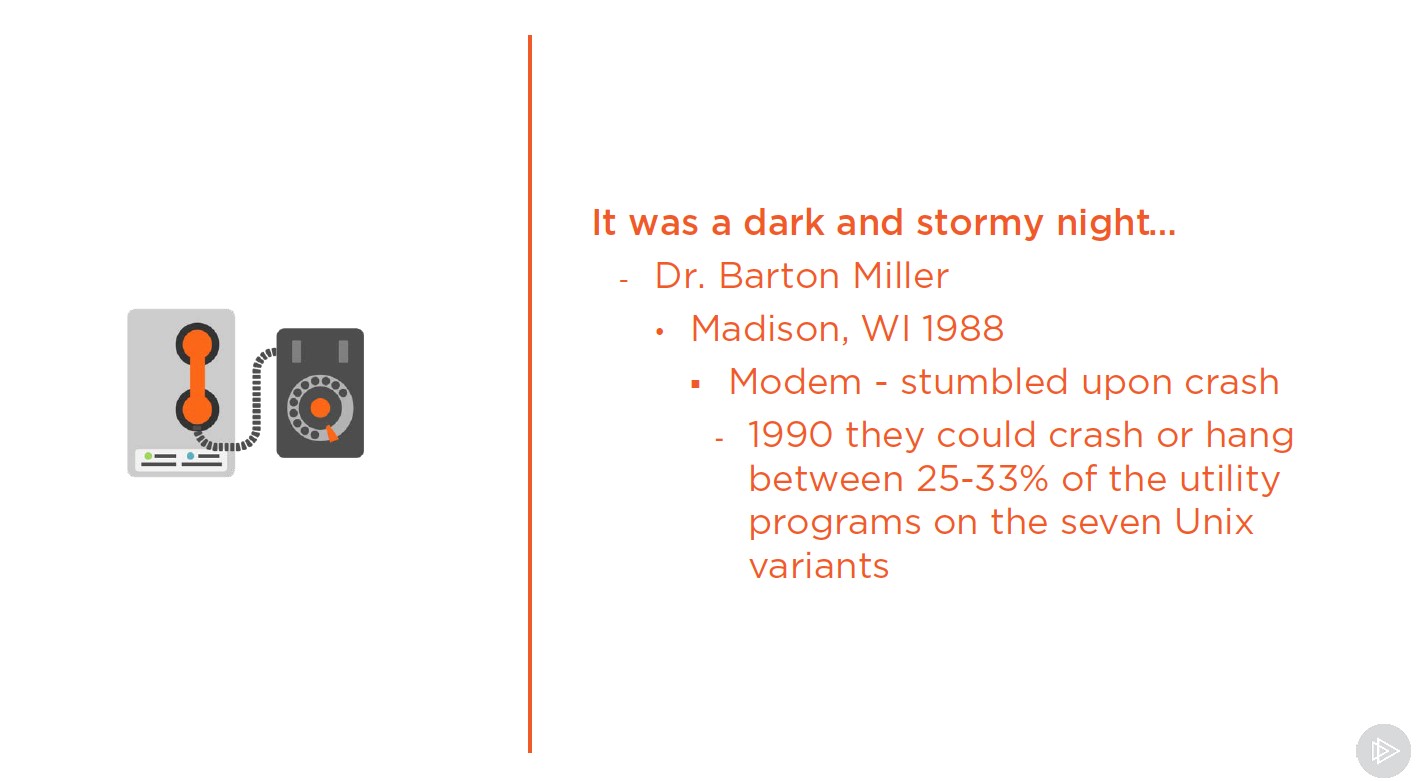 It was a dark and stormy night...
- Dr. Barton Miller
• Madison, WI 1988
▪ Modem - stumbled upon crash
- 1990 they could crash or hang
between 25-33% of the utility
programs on the seven Unix
variants